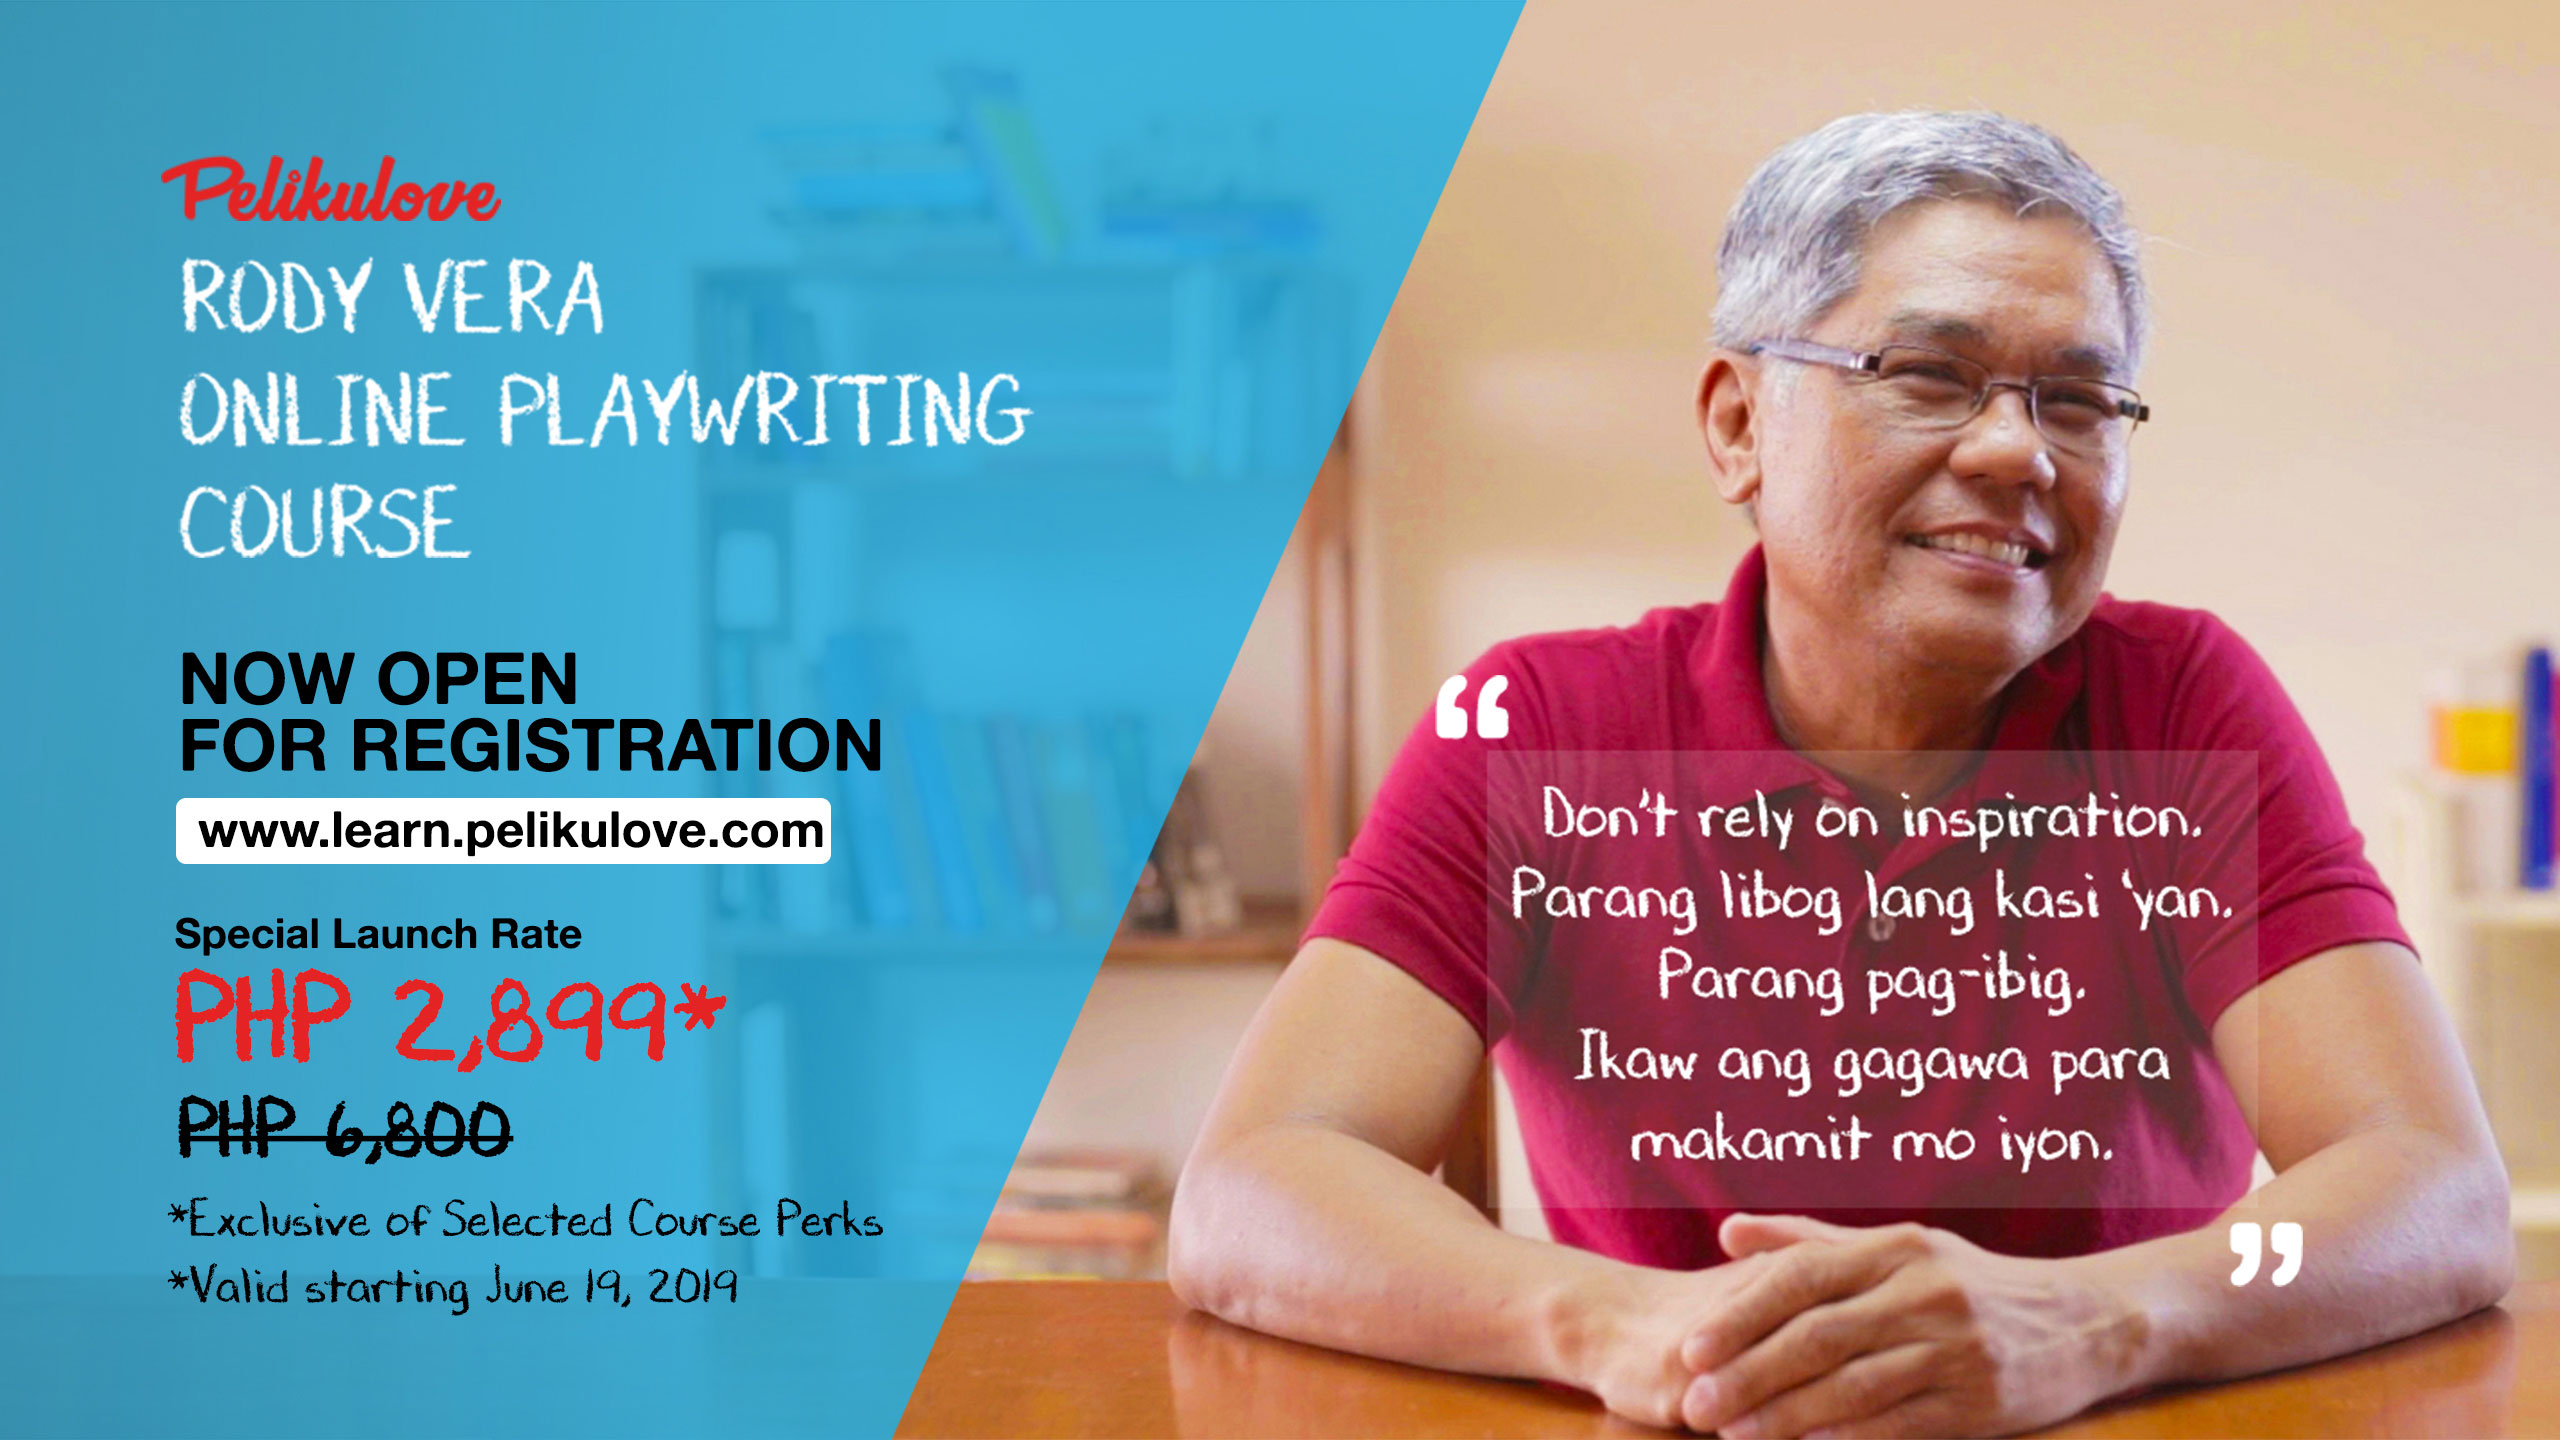 Pelikulove
RODY VERA
ONLINE PLAYWRITING
COURSE
NOW OPEN
FOR REGISTRATION
www.learn.pelikulove.com
Special Launch Rate
PHP 2,899*
PHP 6,800
*Exclusive of Selected Course Perks
*Valid starting June 19, 2019
“
Don't rely on inspiration.
Parang libog lang kasi 'yan.
Parang pag-ibig.
Ikaw ang gagawa para
makamit mo iyon.
”